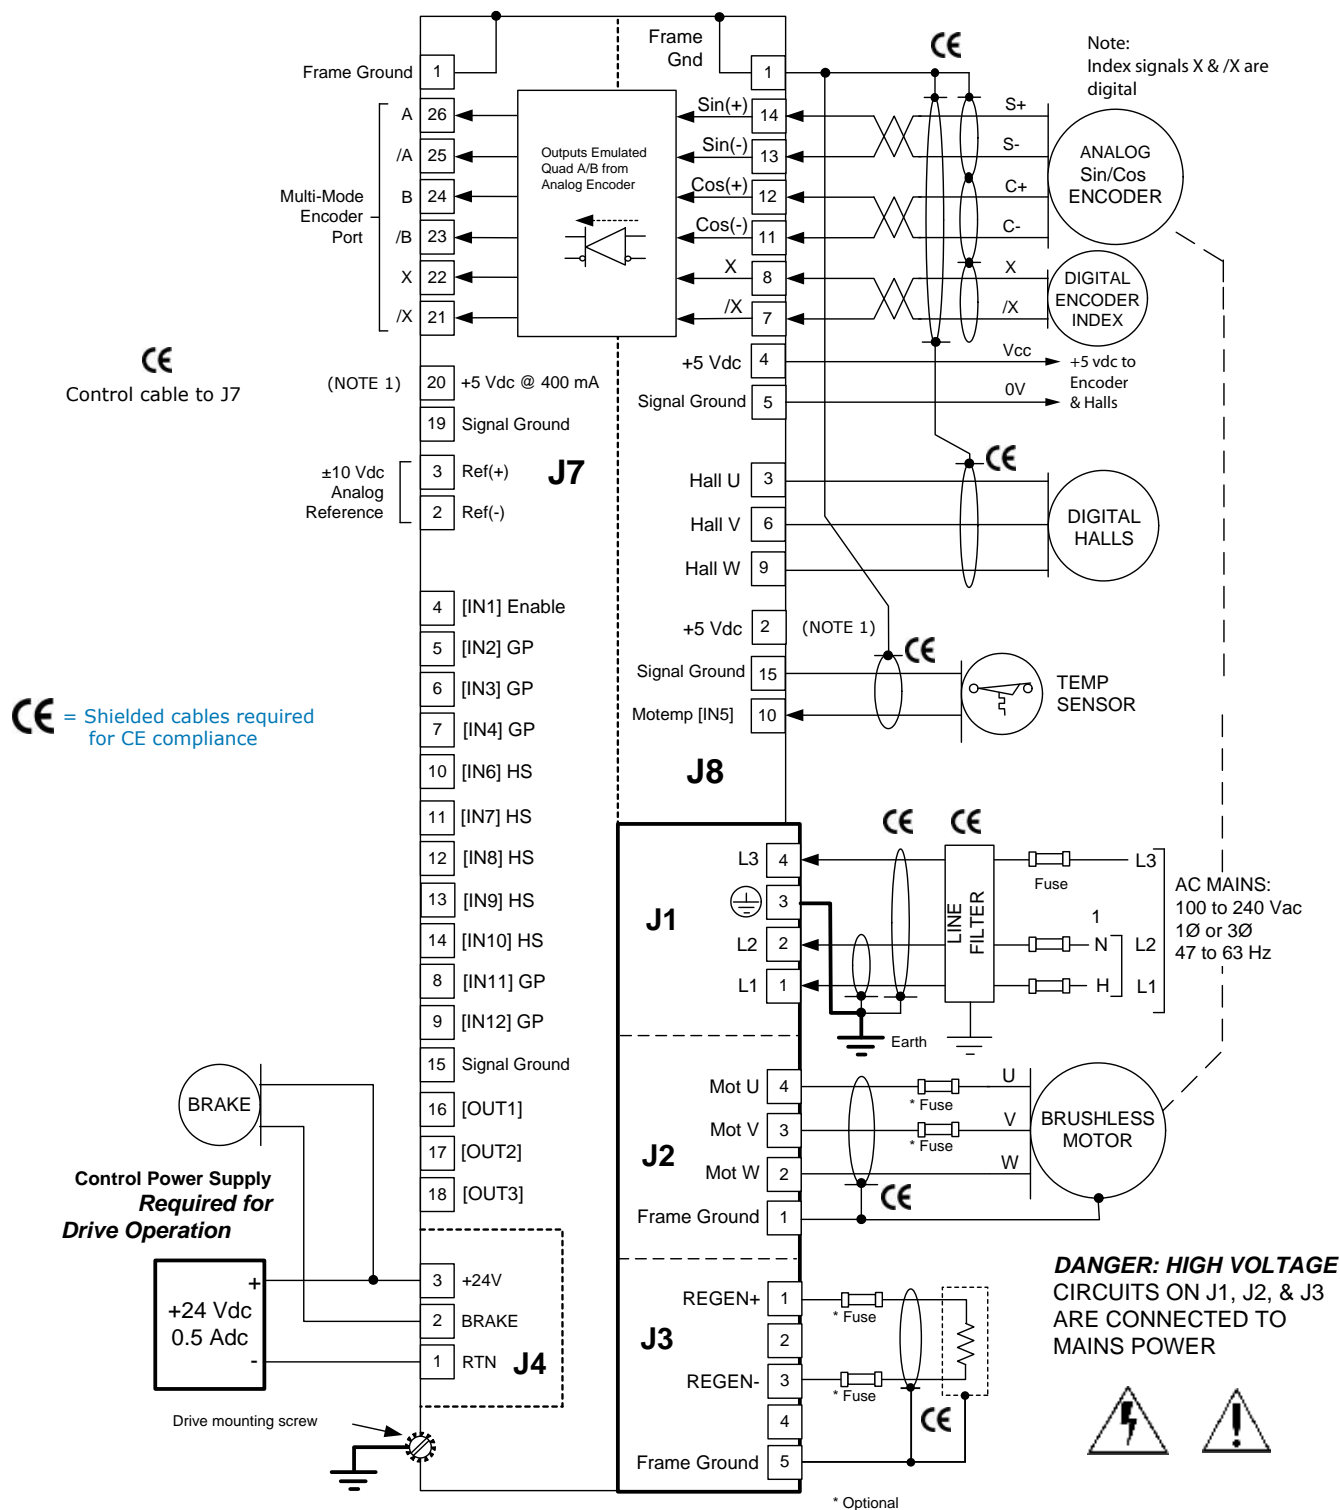 Frame Ground
1
Frame
Gnd
1
Note:
Index signals X & /X are
digital
Multi-Mode
Encoder
Port
A
26
/A
25
B
24
/B
23
X
22
/X
21
Outputs Emulated
Quad A/B from
Analog Encoder
Sin(+)
14
Sin(-)
13
Cos(+)
12
Cos(-)
11
X
8
/X
7
S+
S-
C+
C-
X
/X
ANALOG
Sin/Cos
ENCODER
DIGITAL
ENCODER
INDEX
+5 Vdc
4
Vcc
+5 vdc to
Encoder
& Halls
Signal Ground
5
0V
CE
Control cable to J7
(NOTE 1)
20
+5 Vdc @ 400 mA
19
Signal Ground
±10 Vdc
Analog
Reference
3
Ref(+)
2
Ref(-)
J7
CE
CE
Hall U
3
Hall V
6
Hall W
9
DIGITAL
HALLS
4
[IN1] Enable
5
[IN2] GP
6
[IN3] GP
7
[IN4] GP
10
[IN6] HS
11
[IN7] HS
12
[IN8] HS
13
[IN9] HS
14
[IN10] HS
8
[IN11] GP
9
[IN12] GP
15
Signal Ground
16
[OUT1]
17
[OUT2]
18
[OUT3]
+5 Vdc
2
(NOTE 1)
Signal Ground
15
Motemp [IN5]
10
CE
TEMP
SENSOR
J8
CE = Shielded cables required
for CE compliance
CE
CE
J1
L3
4
3
L2
2
L1
1
LINE
FILTER
Fuse
L3
1
N
L2
H
L1
AC MAINS:
100 to 240 Vac
1Ø or 3Ø
47 to 63 Hz
Earth
J2
Mot U
4
Mot V
3
Mot W
2
Frame Ground
1
* Fuse
* Fuse
U
V
W
CE
BRUSHLESS
MOTOR
BRAKE
Control Power Supply
Required for
Drive Operation
+24 Vdc
0.5 Adc
+
-
3
+24V
2
BRAKE
1
RTN
J4
Drive mounting screw
J3
REGEN+
1
2
REGEN-
3
4
Frame Ground
5
* Fuse
* Fuse
CE
* Optional
DANGER: HIGH VOLTAGE
CIRCUITS ON J1, J2, & J3
ARE CONNECTED TO
MAINS POWER